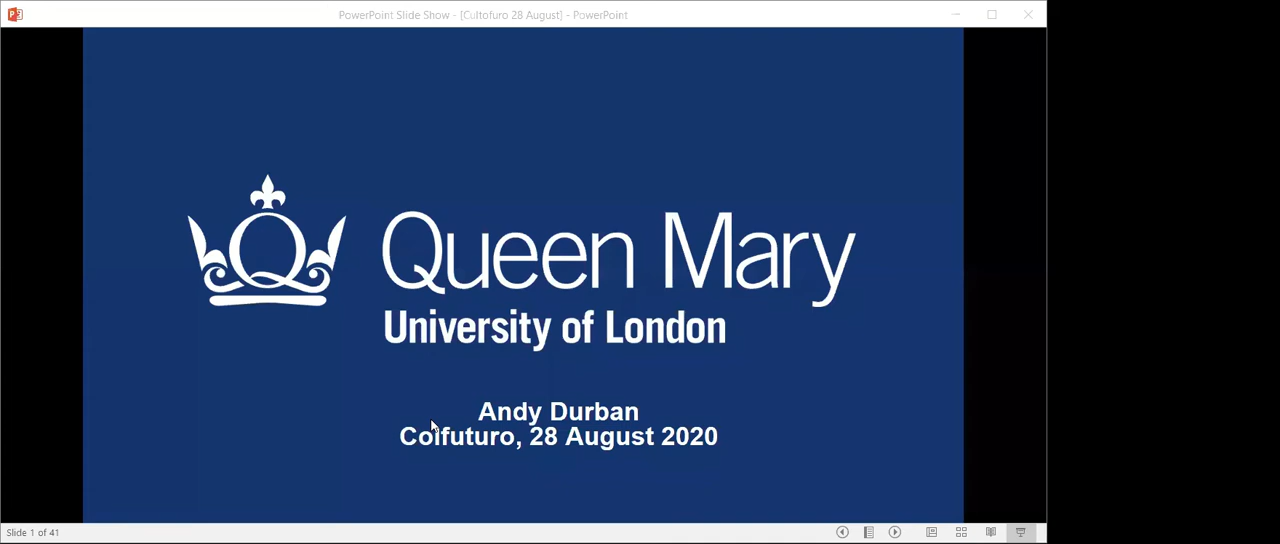 PowerPoint Slide Show - [Cultofuro 28 August] - PowerPoint
Queen Mary
University of London
Andy Durban
Colfuturo, 28 August 2020
Slide 1 of 41